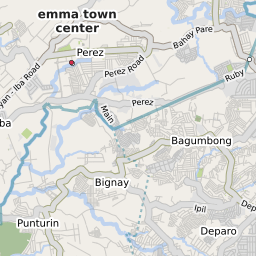 emma town
center
Bahay Pare
Perez
Perez Road
Iba Road
Ruby
Perez
Main
ba
Bagumbong
Bignay
Ipil
Punturin
Deparo